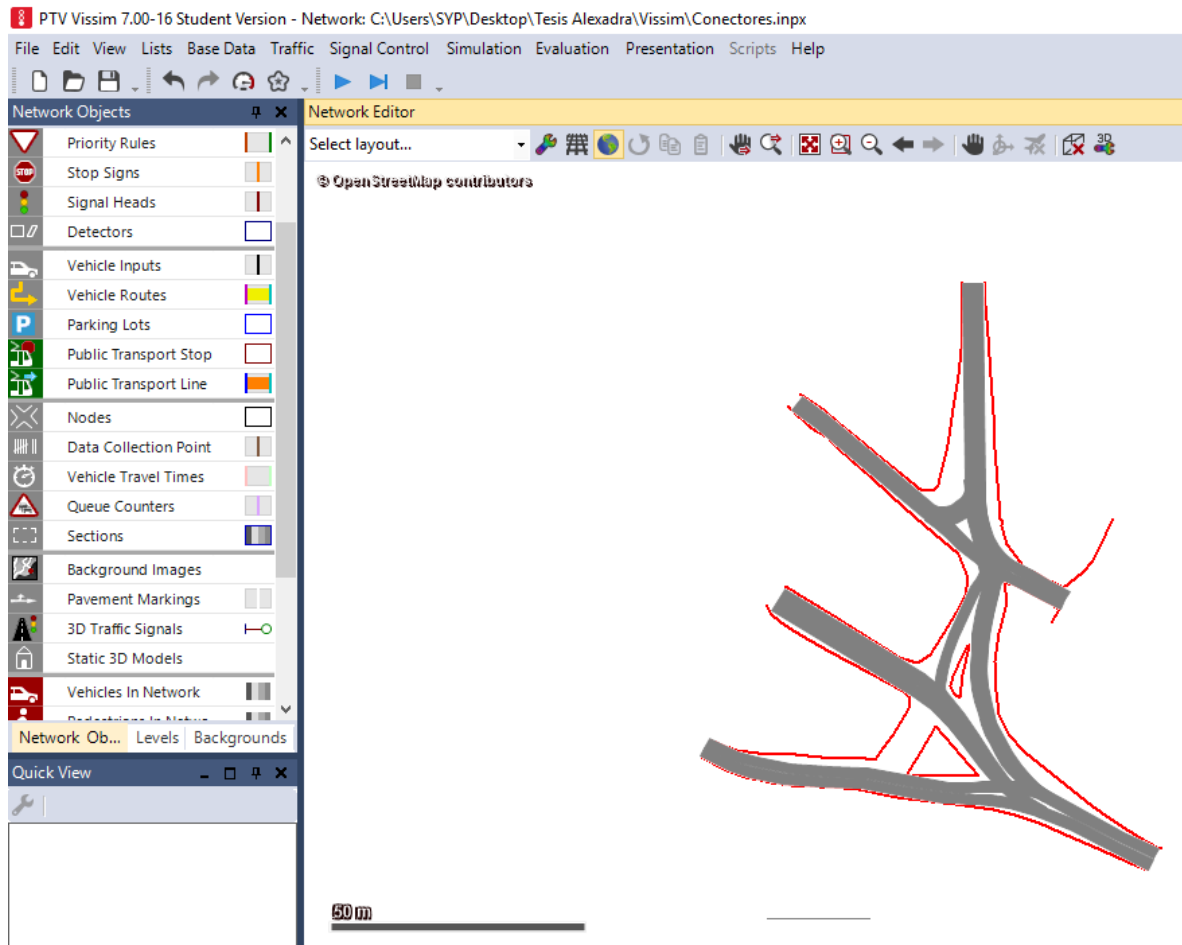 PTV Vissim 7.00-16 Student Version - Network: C:\Users\SYP\Desktop\Tesis Alexadra\Vissim\Conectores.inpx
File Edit View Lists Base Data Traffic Signal Control Simulation Evaluation Presentation Scripts Help
Network Objects
Network Editor
Select layout...
3D
© OpenStreetMap contributors
Priority Rules
STOP
Stop Signs
Signal Heads
Detectors
Vehicle Inputs
Vehicle Routes
P
Parking Lots
Public Transport Stop
Public Transport Line
Nodes
Data Collection Point
Vehicle Travel Times
Queue Counters
Sections
Background Images
Pavement Markings
3D Traffic Signals
Static 3D Models
Vehicles In Network
Network Ob... Levels Backgrounds
Quick View
50 m